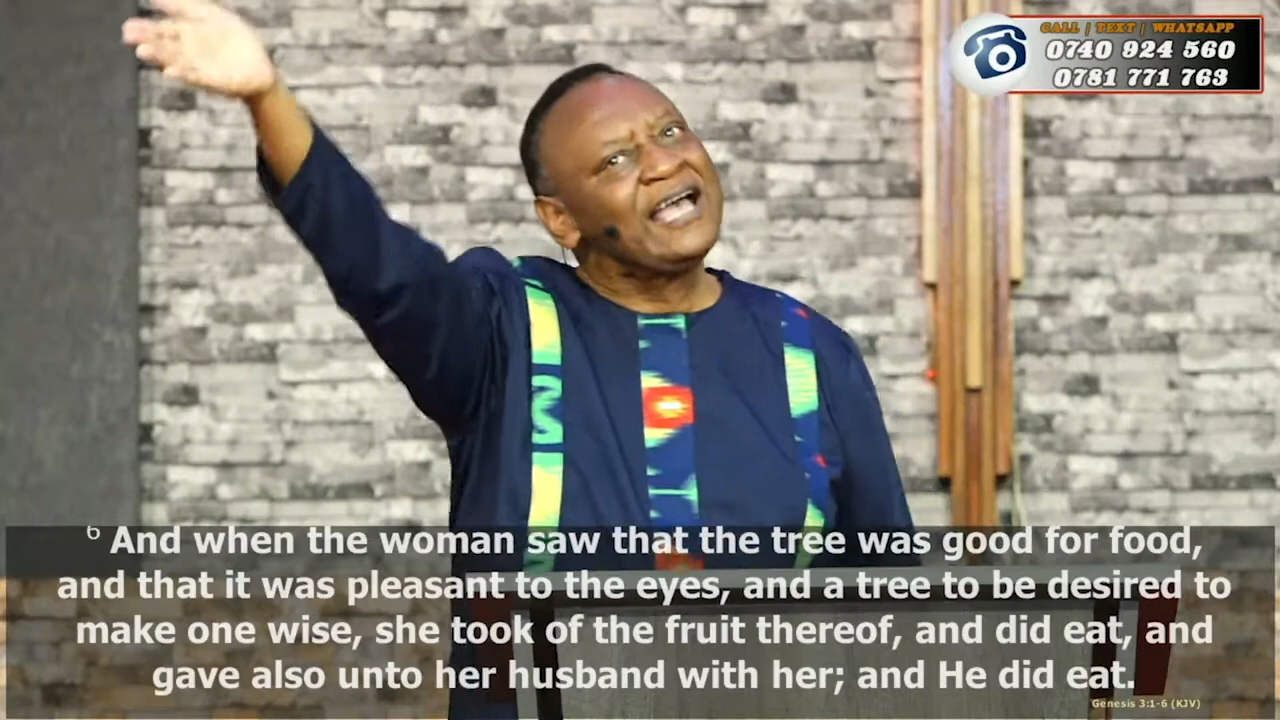 CALL | TEXT | WHATSAPP
0740 924 560
0781 771 763
6 And when the woman saw that the tree was good for food,
and that it was pleasant to the eyes, and a tree to be desired to
make one wise, she took of the fruit thereof, and did eat, and
gave also unto her husband with her; and He did eat.
Genesis 3:1-6 (KJV)